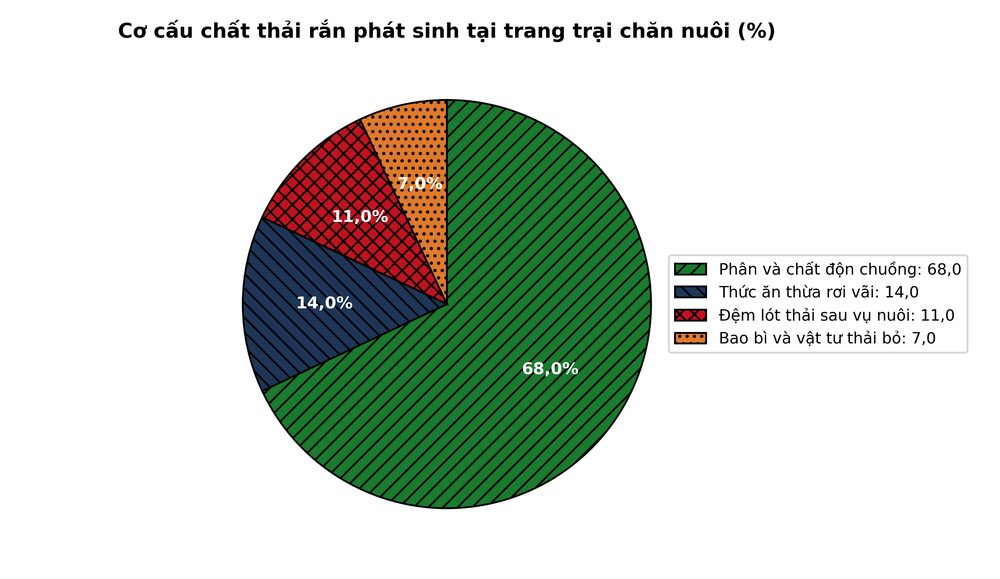 Cơ cấu chất thải rắn phát sinh tại trang trại chăn nuôi (%)
7,0%
11,0%
14,0%
68,0%
Phân và chất độn chuồng: 68,0
Thức ăn thừa rơi vãi: 14,0
Đệm lót thải sau vụ nuôi: 11,0
Bao bì và vật tư thải bỏ: 7,0